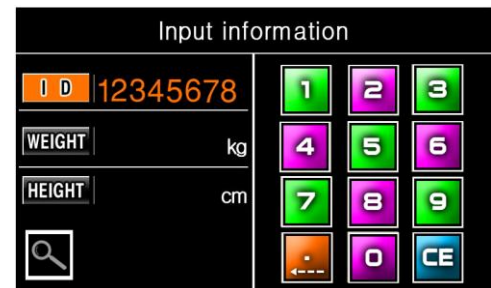 Input information
I D 12345678
WEIGHT kg
HEIGHT cm
1 2 3
4 5 6
7 8 9
. 0 CE